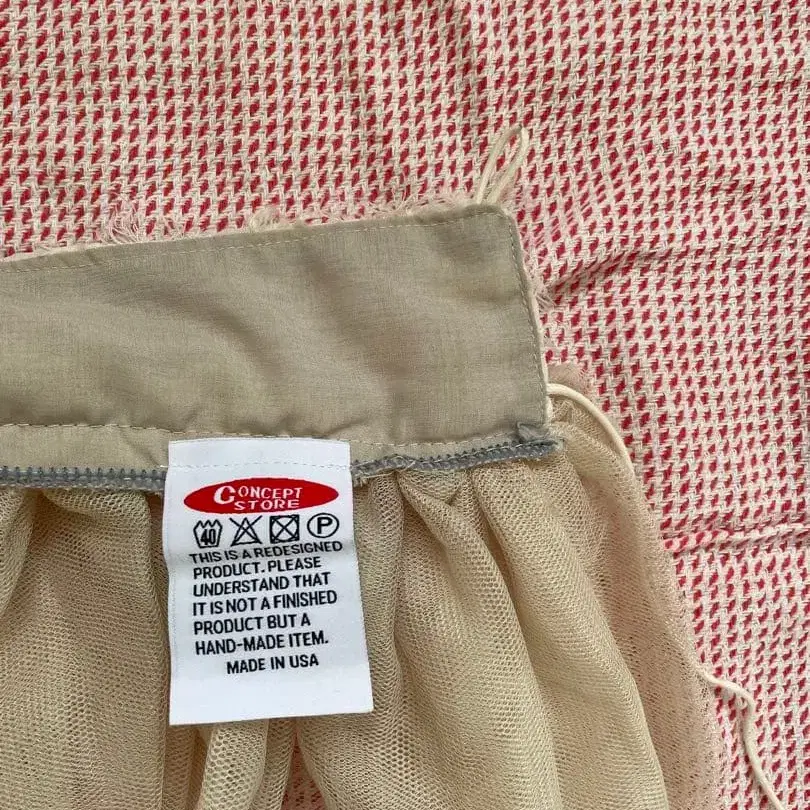 CONCEPT
STORE
40 P
THIS IS A REDESIGNED
PRODUCT. PLEASE
UNDERSTAND THAT
IT IS NOT A FINISHED
PRODUCT BUT A
HAND-MADE ITEM.
MADE IN USA